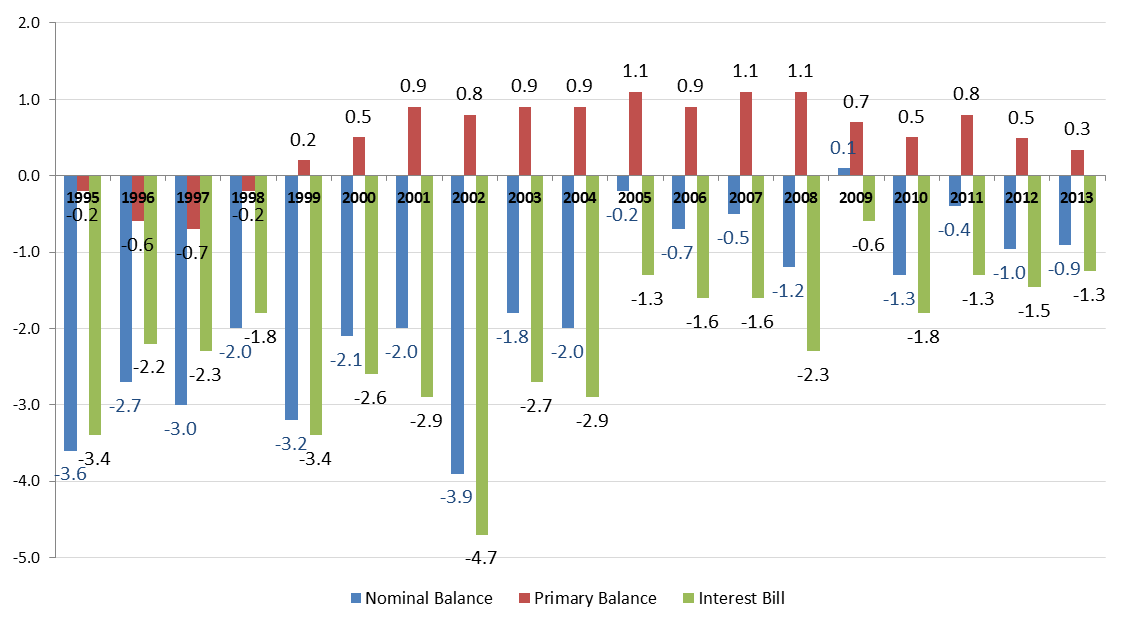 2.0
1.0
0.0
-1.0
-2.0
-3.0
-4.0
-5.0
1995 1996 1997 1998 1999 2000 2001 2002 2003 2004 2005 2006 2007 2008 2009 2010 2011 2012 2013
-3.6 -2.7 -3.0 -2.0 -3.2 -2.1 -2.0 -3.9 -1.8 -2.0 -0.2 -0.7 -0.5 -1.2 0.1 -1.3 -0.4 -1.0 -0.9
-0.2 -0.6 -0.7 -0.2 0.2 0.5 0.9 0.8 0.9 0.9 1.1 0.9 1.1 1.1 0.7 0.5 0.8 0.5 0.3
-3.4 -2.2 -2.3 -1.8 -3.4 -2.6 -2.9 -4.7 -2.7 -2.9 -1.3 -1.6 -1.6 -2.3 -0.6 -1.8 -1.3 -1.5 -1.3
Nominal Balance Primary Balance Interest Bill